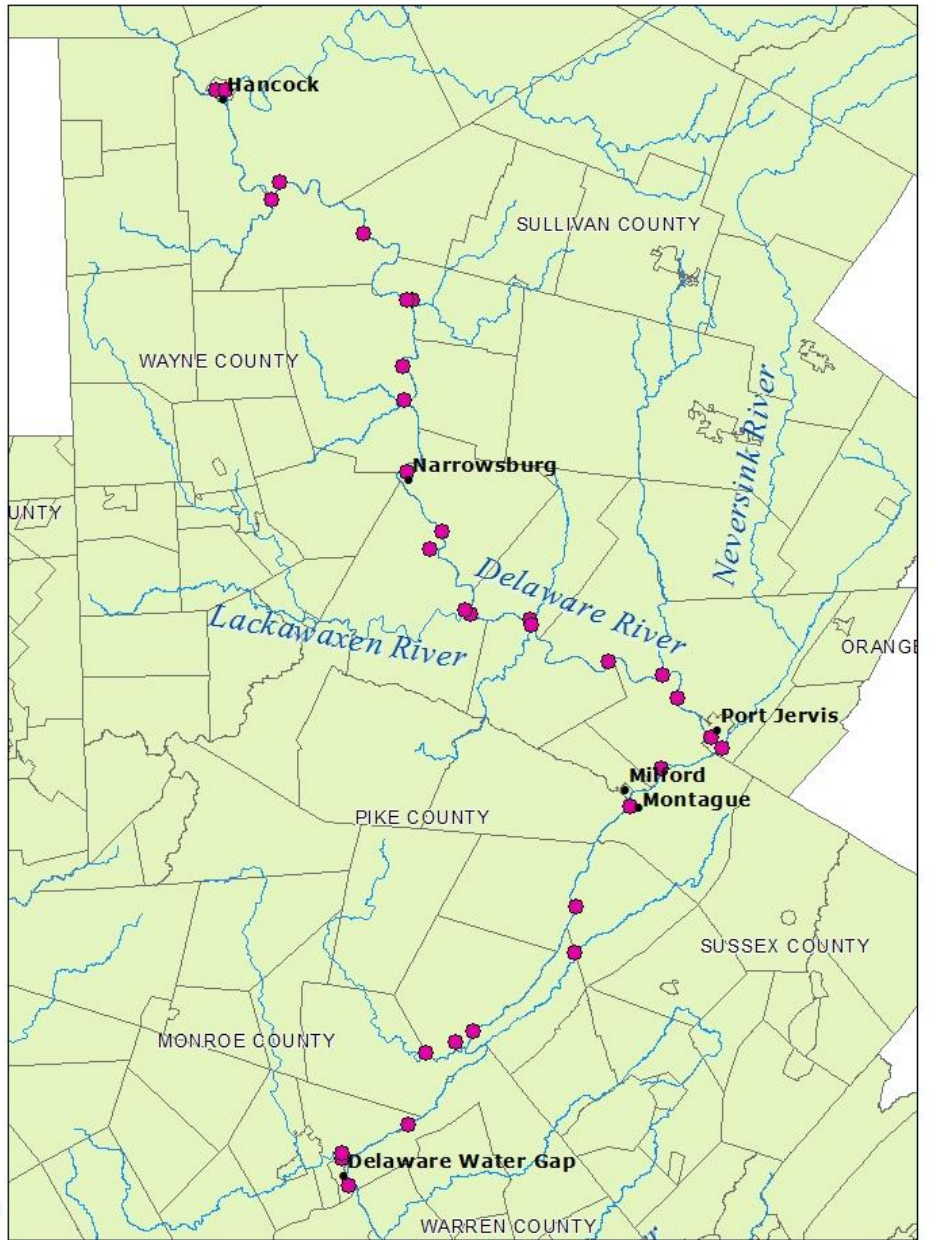 Hancock
SULLIVAN COUNTY
WAYNE COUNTY
Neversink River
Narrowsburg
UNTY
Delaware River
Lackawaxen River
ORANGE
Port Jervis
Milford
Montague
PIKE COUNTY
SUSSEX COUNTY
MONROE COUNTY
Delaware Water Gap
WARREN COUNTY